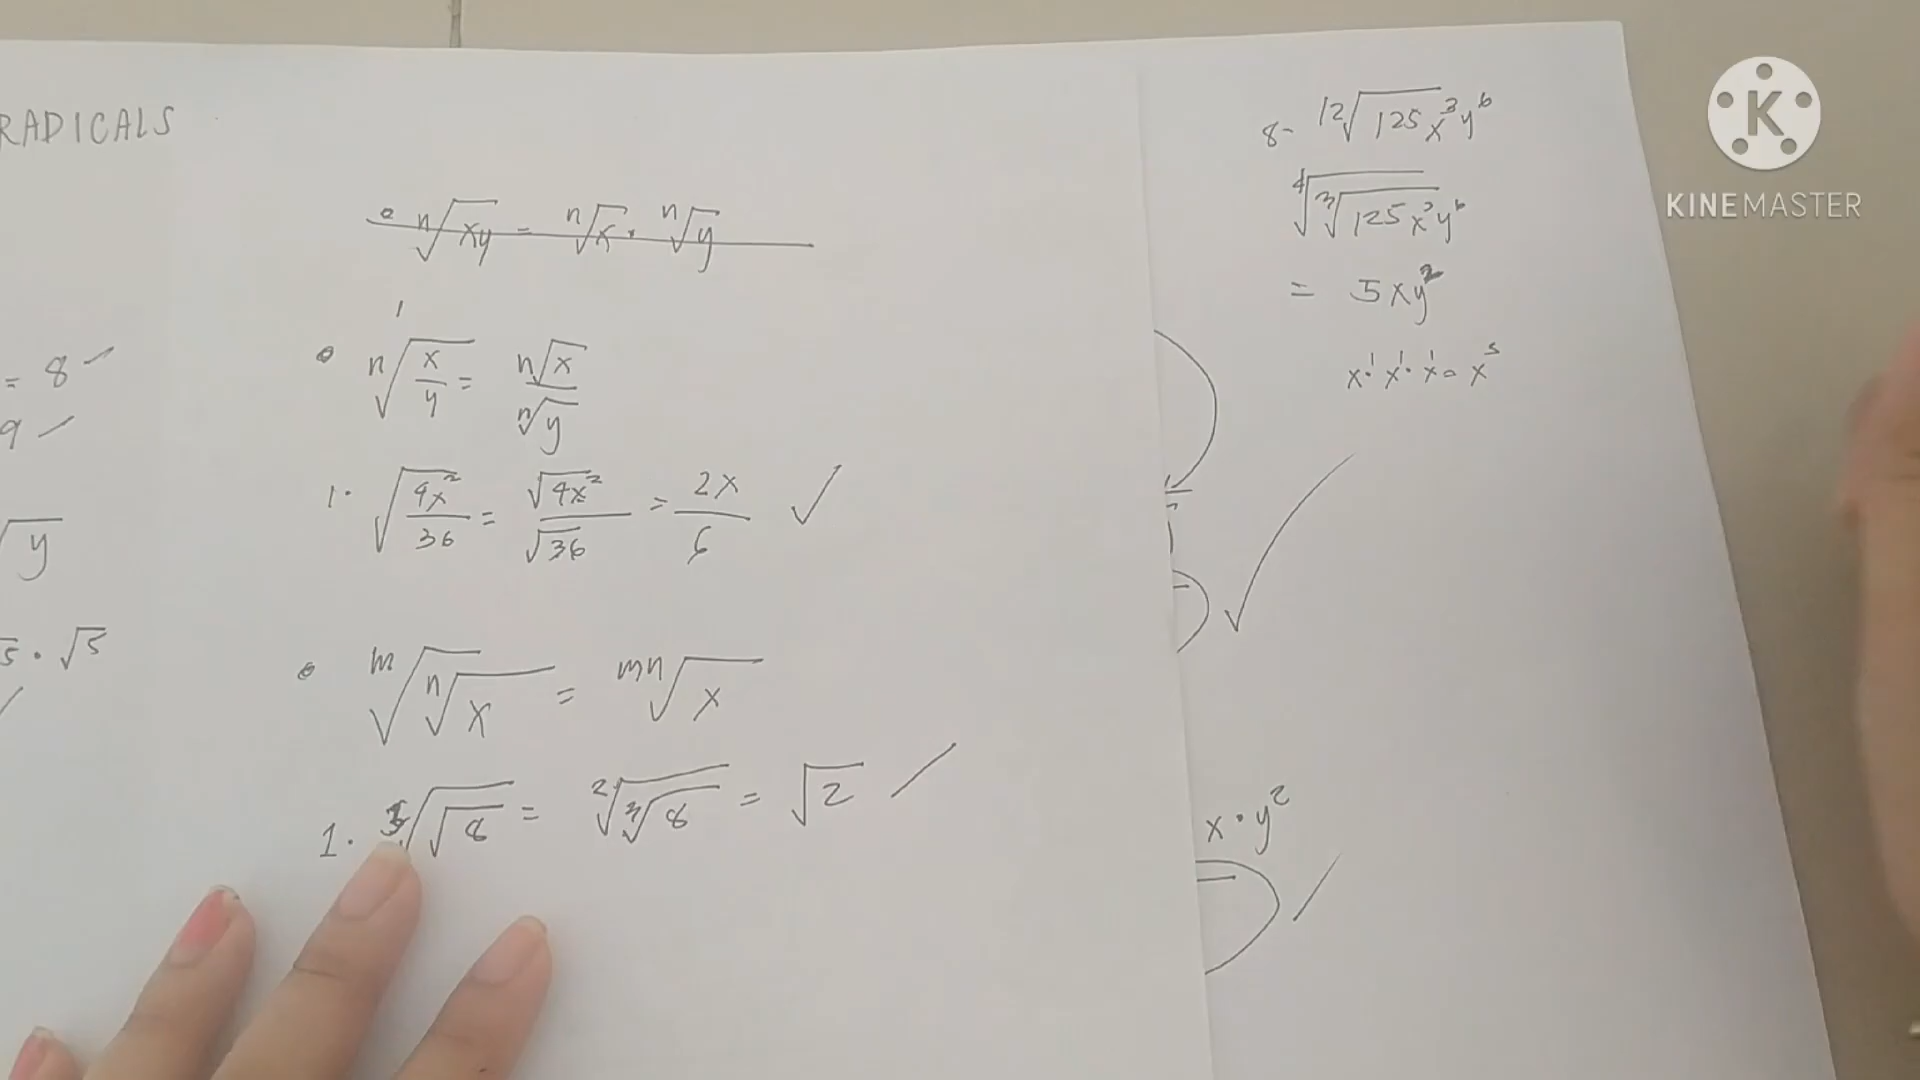 RADICALS
= 8
9
√y
5 · √5
ⁿ√xy = ⁿ√x · ⁿ√y
1
ⁿ√(x/y) = ⁿ√x / ⁿ√y
1. √(4x²/36) = √4x² / √36 = 2x/6 ✓
ᵐ√ⁿ√x = ᵐⁿ√x
1. ³√√8 = ²√³√8 = √2
8- ¹²√125x³y⁶
⁴√³√125x³y⁶
= 5xy²
x¹·x¹·x¹ = x³
x · y²
K
KINEMASTER